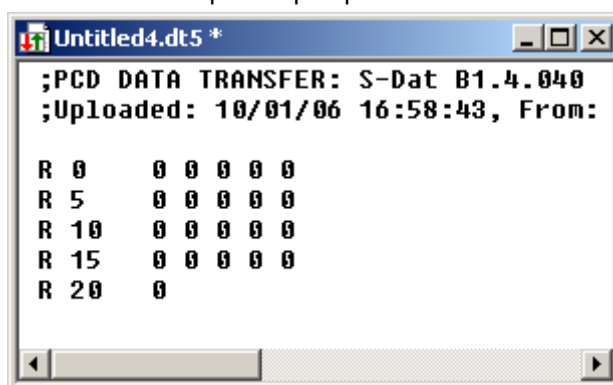 Untitled4.dt5 *
;PCD DATA TRANSFER: S-Dat B1.4.040
;Uploaded: 10/01/06 16:58:43, From:
R 0 0 0 0 0 0
R 5 0 0 0 0 0
R 10 0 0 0 0 0
R 15 0 0 0 0 0
R 20 0